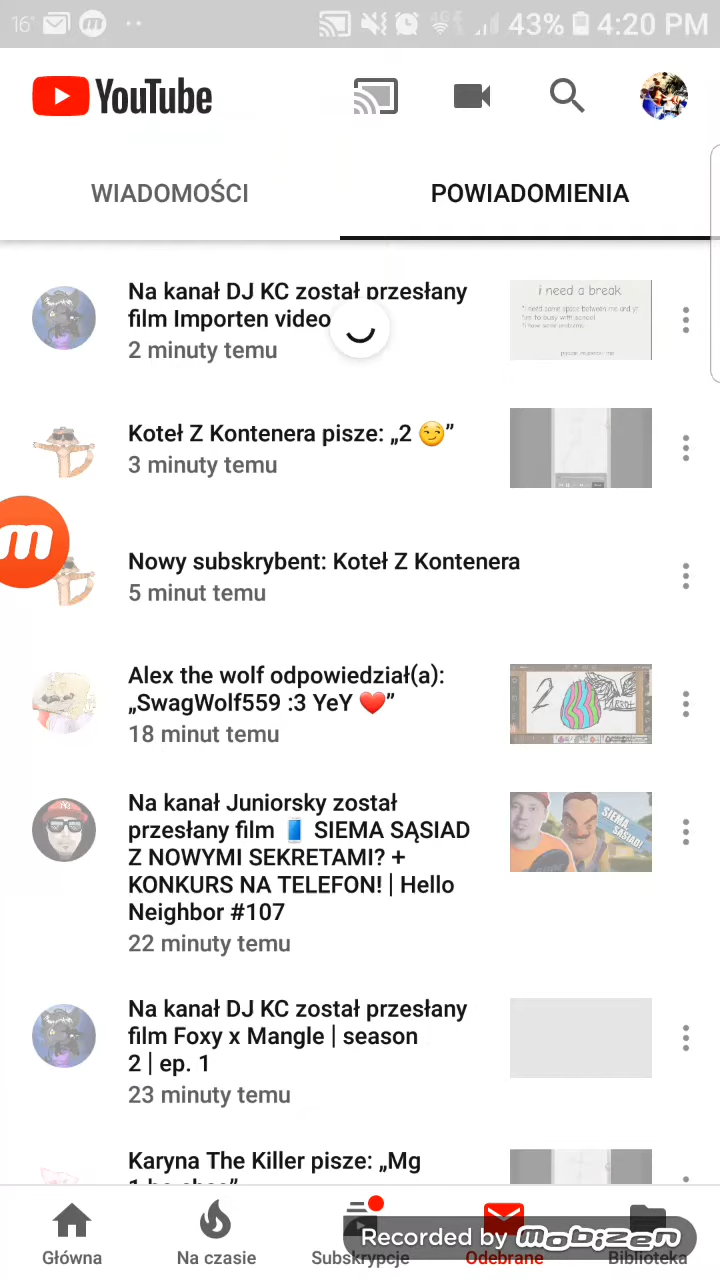 16°
43% 4:20 PM
YouTube
WIADOMOŚCI
POWIADOMIENIA
Na kanał DJ KC został przesłany
film Importen video
2 minuty temu
i need a break
Koteł Z Kontenera pisze: „2 😏”
3 minuty temu
m
Nowy subskrybent: Koteł Z Kontenera
5 minut temu
Alex the wolf odpowiedział(a):
„SwagWolf559 :3 YeY ❤️”
18 minut temu
2
Na kanał Juniorsky został
przesłany film 📱 SIEMA SĄSIAD
Z NOWYMI SEKRETAMI? +
KONKURS NA TELEFON! | Hello
Neighbor #107
22 minuty temu
SIEMA
SĄSIAD!
Na kanał DJ KC został przesłany
film Foxy x Mangle | season
2 | ep. 1
23 minuty temu
Karyna The Killer pisze: „Mg
Główna
Na czasie
Subskrypcje
Odebrane
Biblioteka
Recorded by mobizen